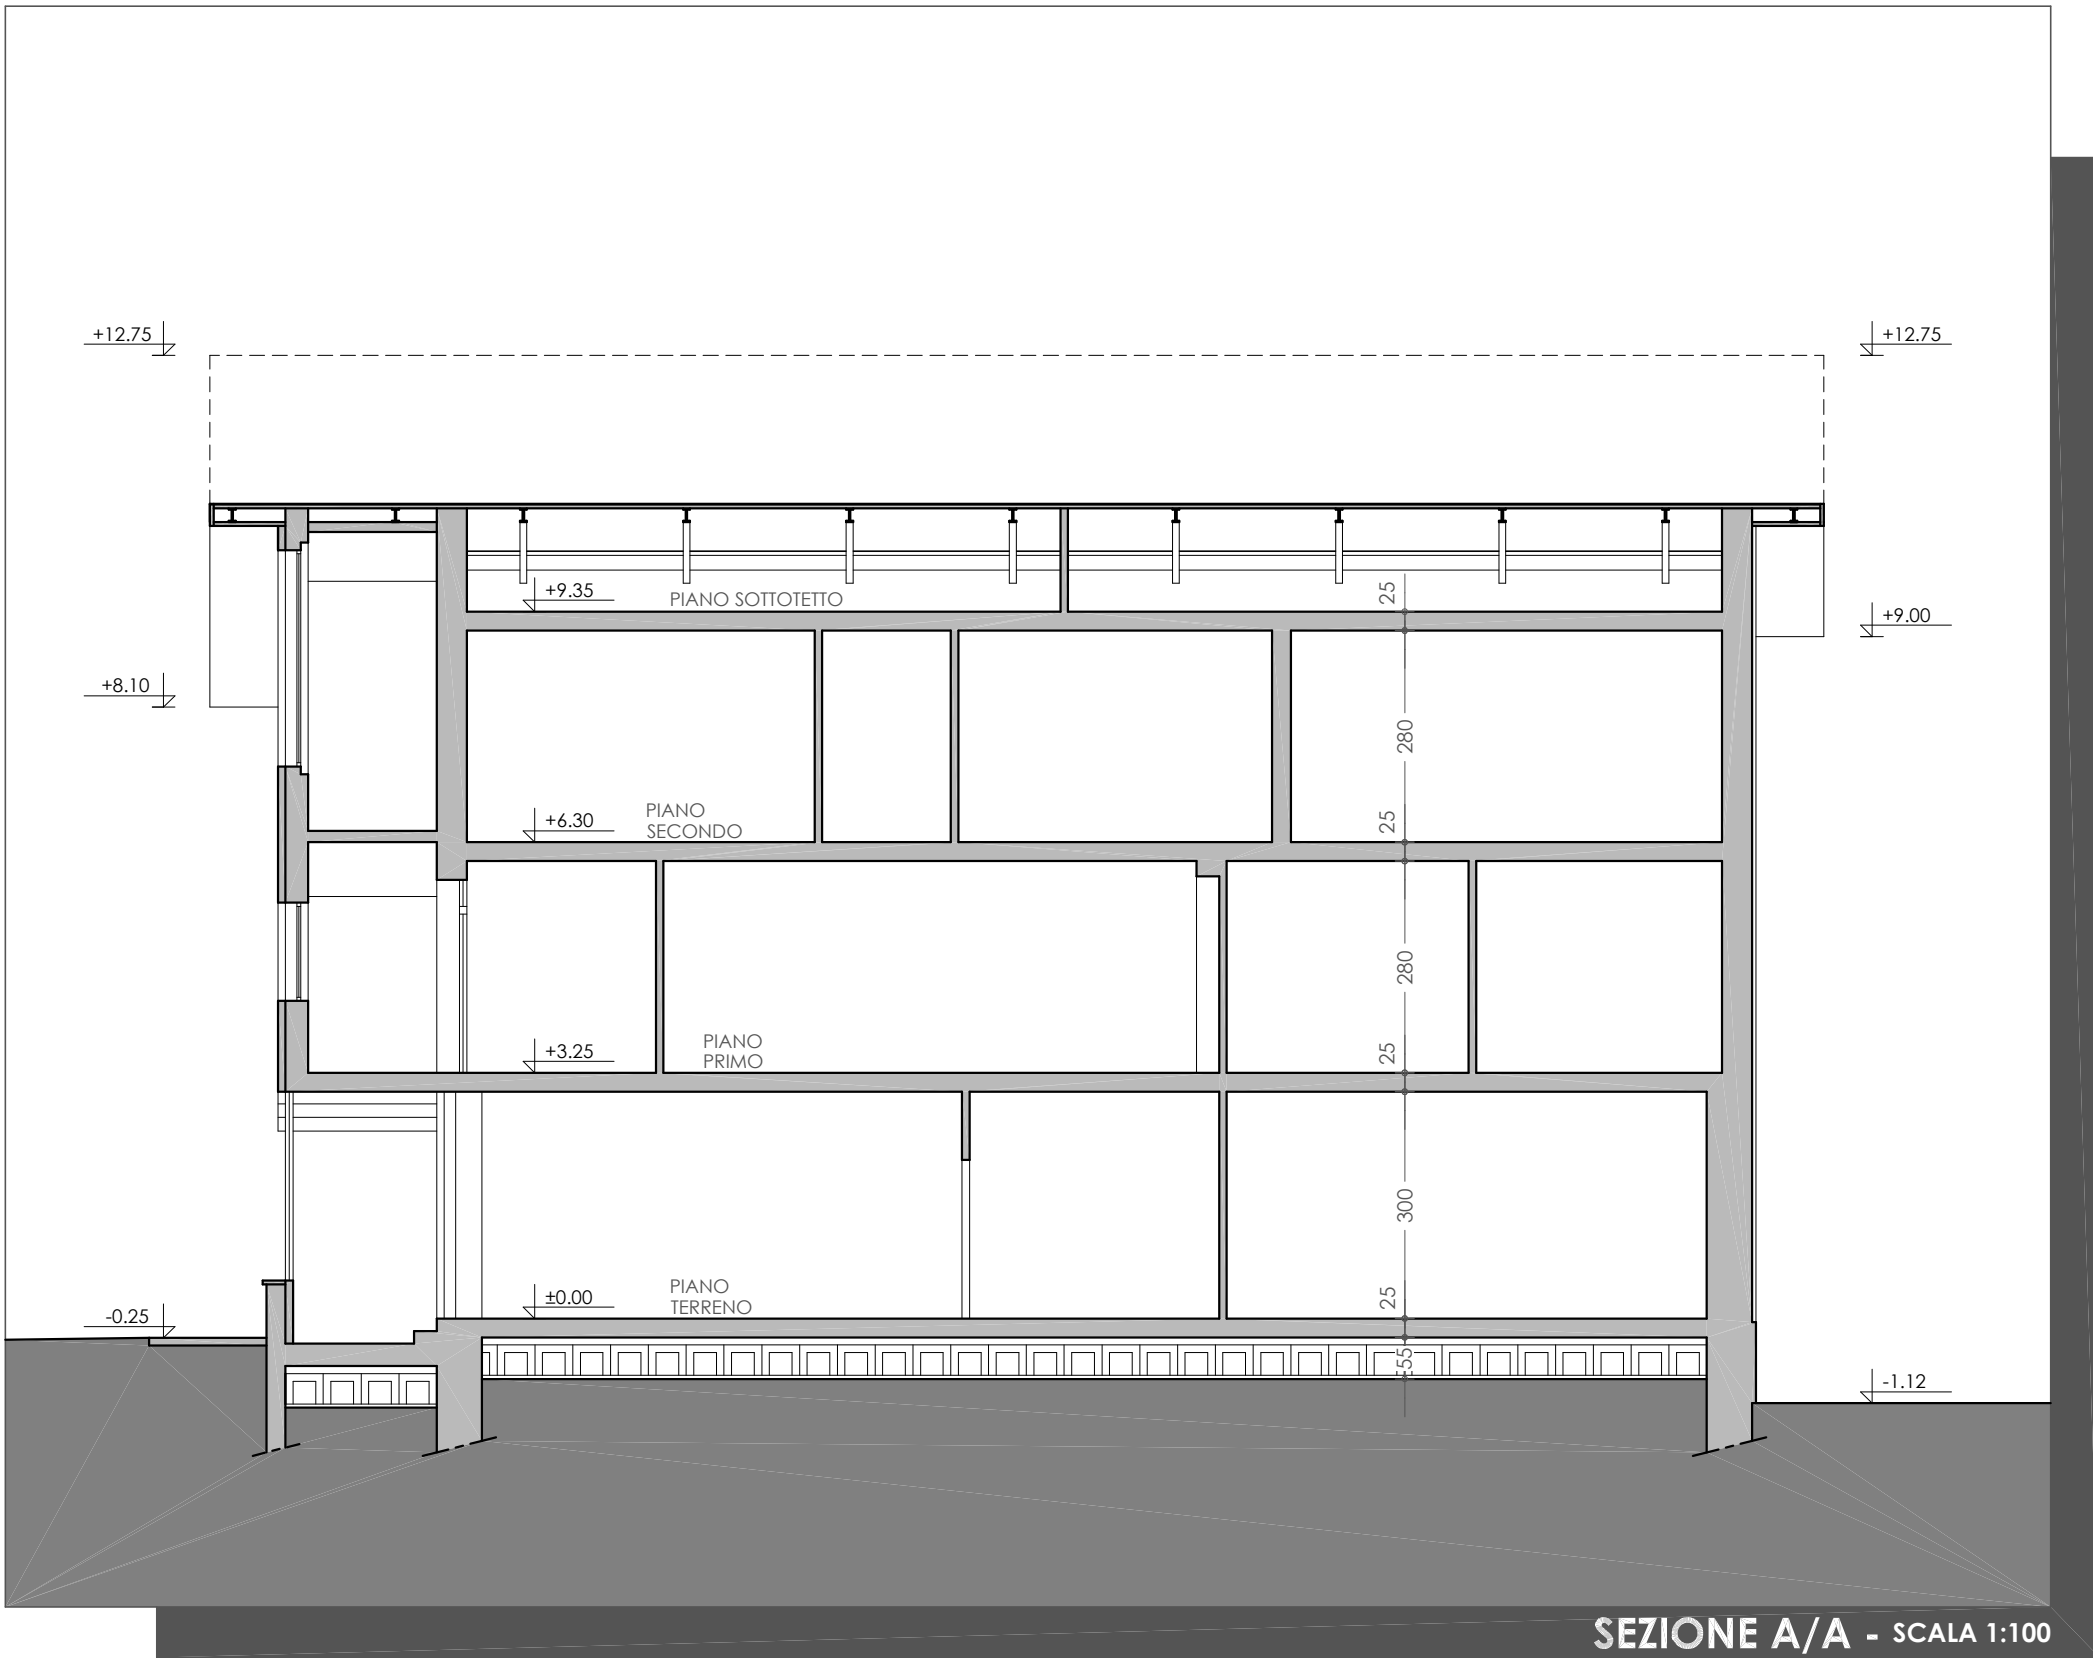 +12.75
+12.75
+9.35
PIANO SOTTOTETTO
25
+9.00
+8.10
280
PIANO
SECONDO
+6.30
25
280
PIANO
PRIMO
+3.25
25
300
PIANO
TERRENO
±0.00
25
-0.25
55
-1.12
SEZIONE A/A - SCALA 1:100